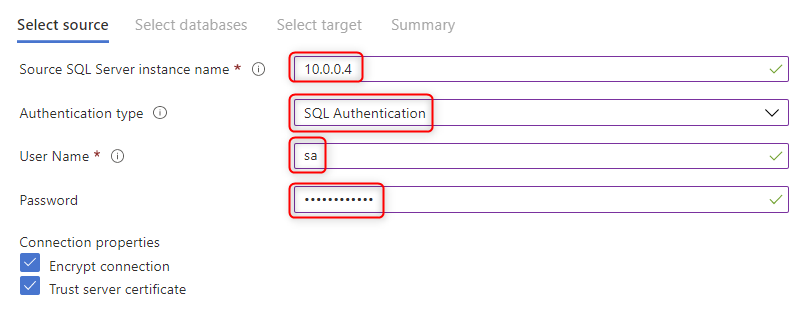 Select source Select databases Select target Summary
Source SQL Server instance name * 10.0.0.4
Authentication type SQL Authentication
User Name * sa
Password ••••••••••••
Connection properties
Encrypt connection
Trust server certificate